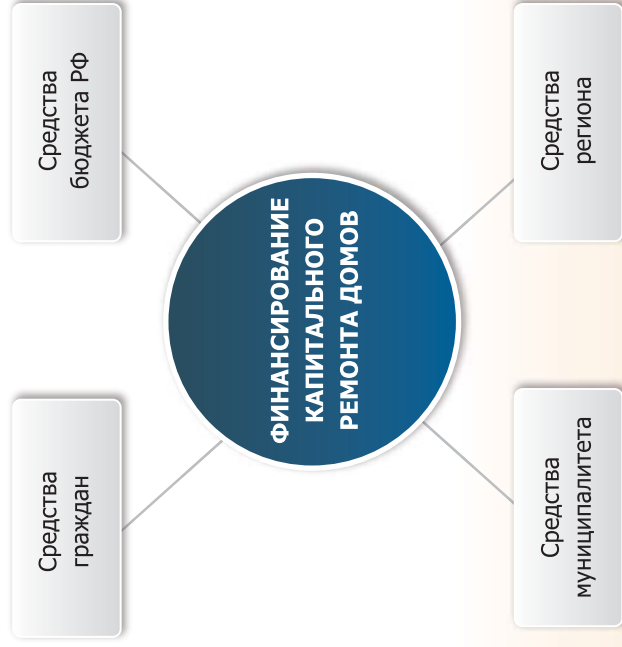 Средства
граждан
Средства
бюджета РФ
ФИНАНСИРОВАНИЕ
КАПИТАЛЬНОГО
РЕМОНТА ДОМОВ
Средства
муниципалитета
Средства
региона